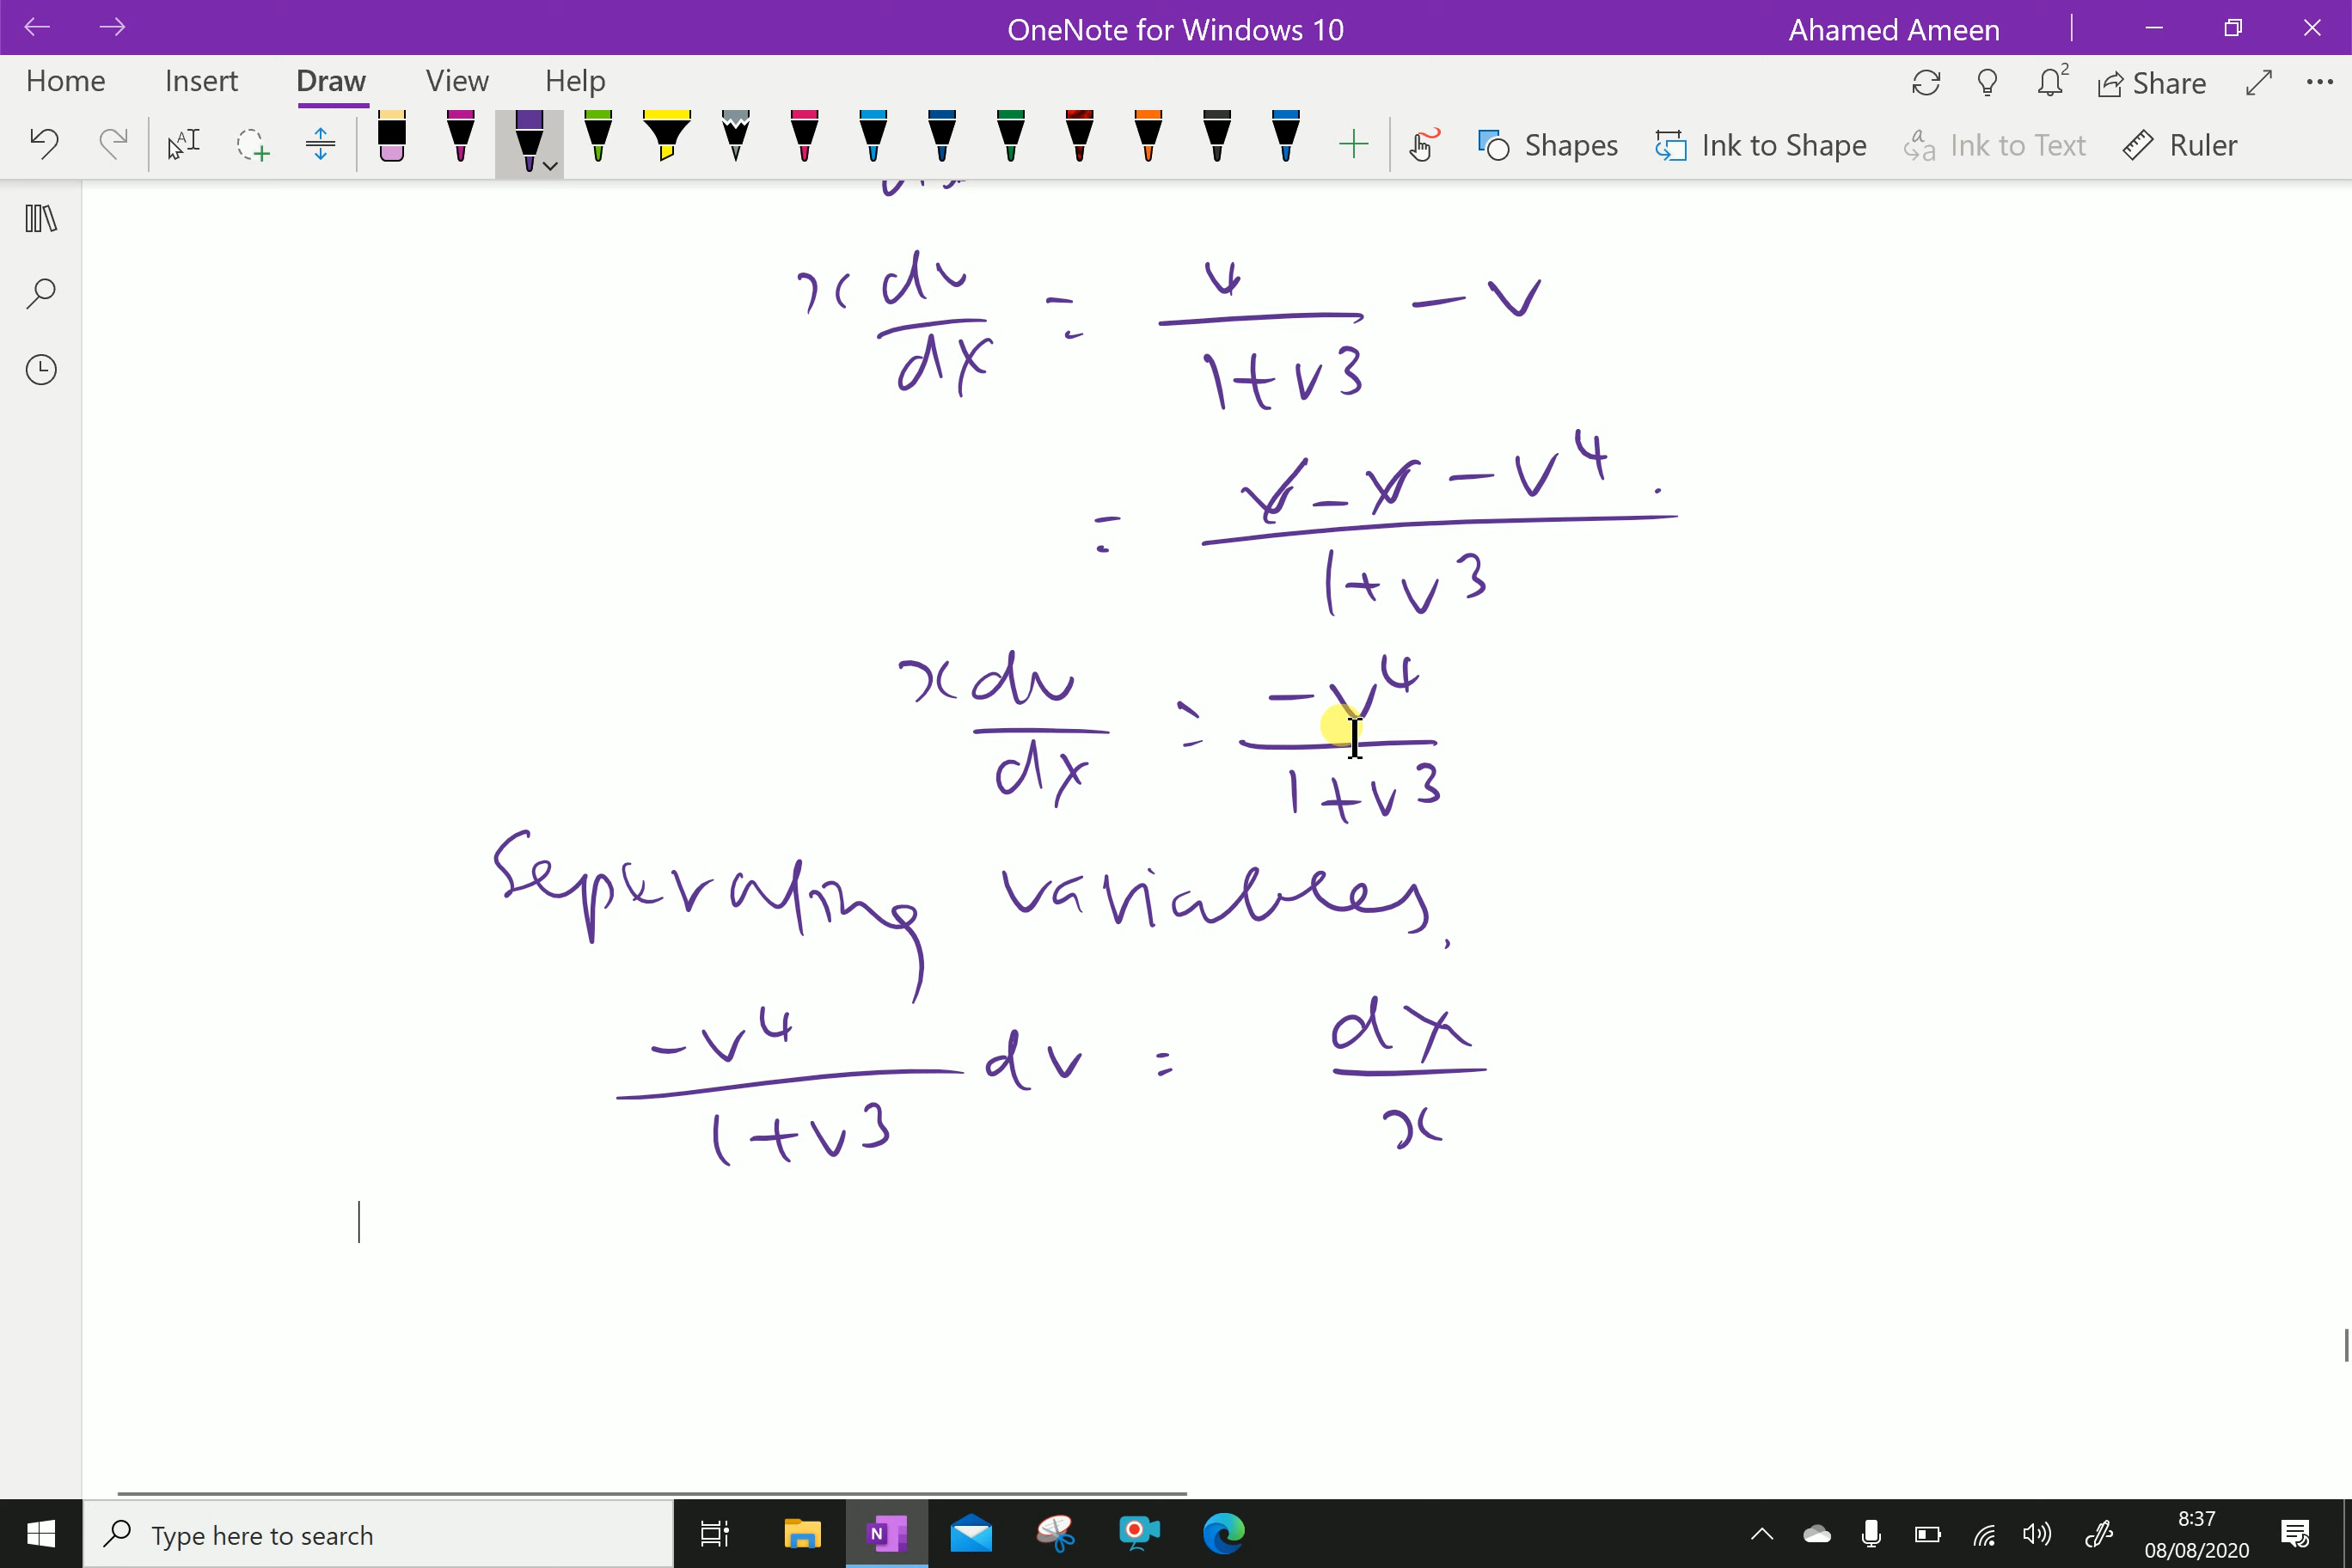 OneNote for Windows 10
Ahamed Ameen
Home Insert Draw View Help
2 Share
Shapes Ink to Shape Ink to Text Ruler
x dv/dx = v/(1+v³) - v
= (v - v - v⁴)/(1+v³)
x dv/dx = -v⁴/(1+v³)
Seperating variables.
-v⁴/(1+v³) dv = dx/x
Type here to search
8:37
08/08/2020